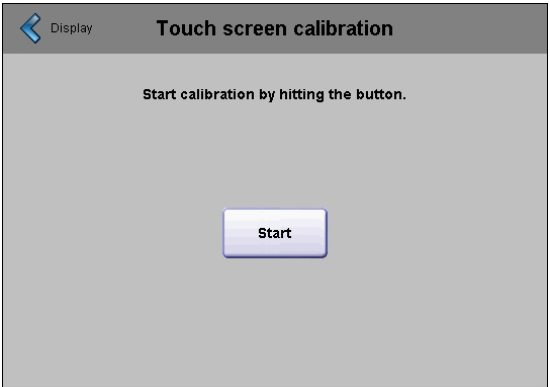 Display
Touch screen calibration
Start calibration by hitting the button.
Start